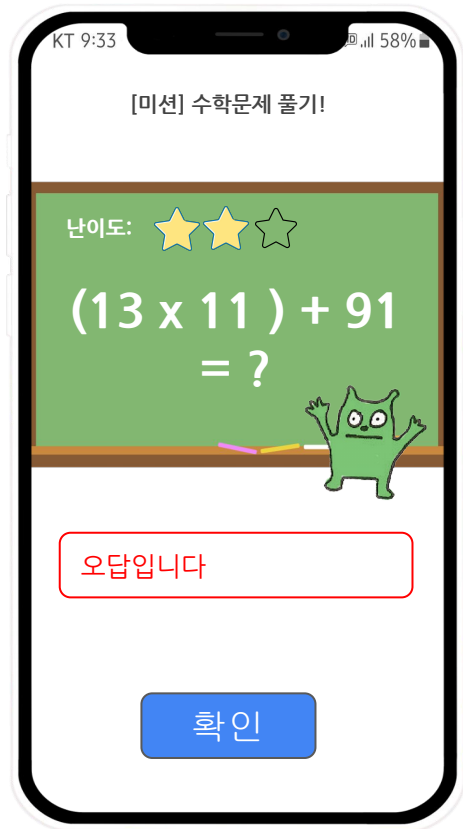 KT 9:33 58%
[미션] 수학문제 풀기!
난이도:
(13 x 11 ) + 91
= ?
오답입니다
확인